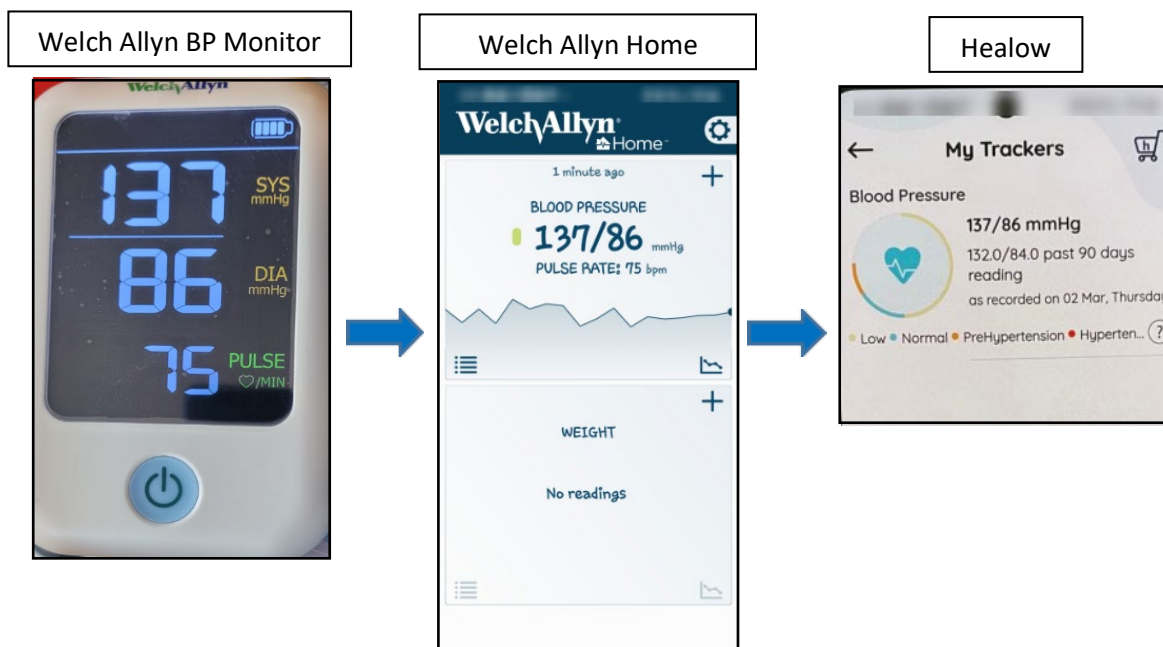 Welch Allyn BP Monitor
WelchAllyn
137
SYS
mmHg
86
DIA
mmHg
75
PULSE
/MIN
Welch Allyn Home
WelchAllyn®
Home™
1 minute ago
BLOOD PRESSURE
137/86 mmHg
PULSE RATE: 75 bpm
WEIGHT
No readings
Healow
My Trackers
h
Blood Pressure
137/86 mmHg
132.0/84.0 past 90 days
reading
as recorded on 02 Mar, Thursda
Low Normal PreHypertension Hyperten... ?